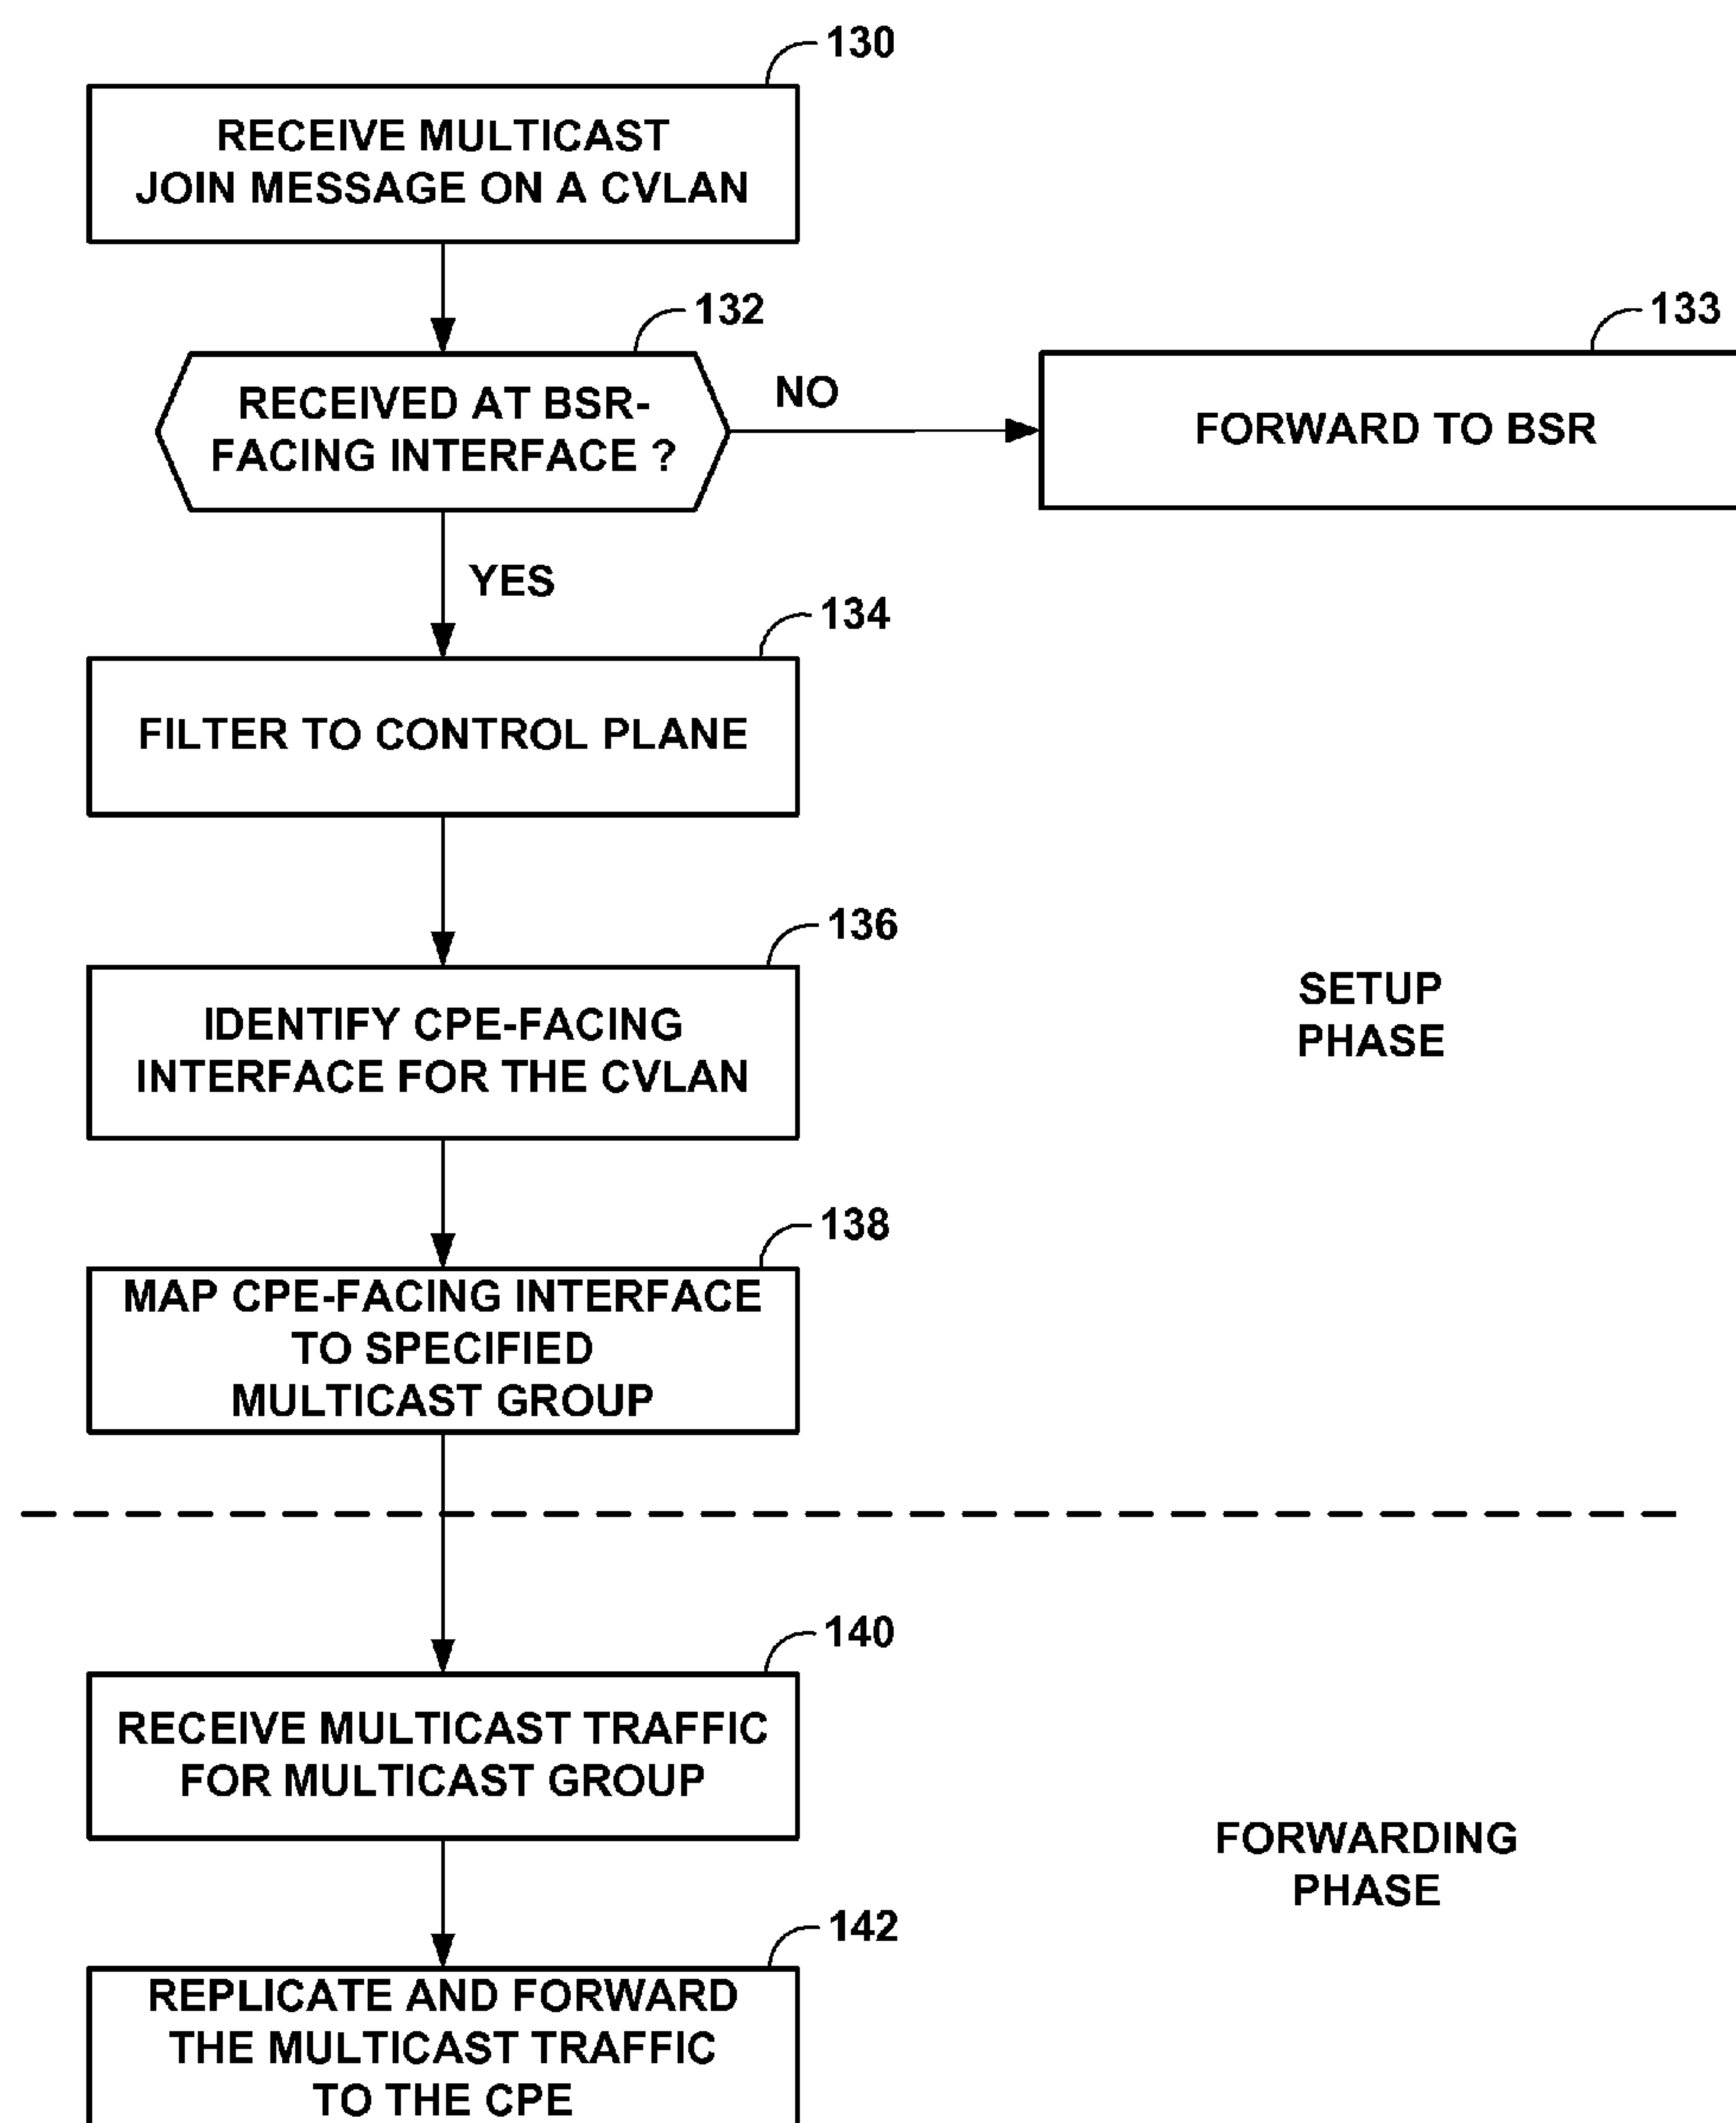 130
RECEIVE MULTICAST
JOIN MESSAGE ON A CVLAN
132
133
RECEIVED AT BSR-
FACING INTERFACE ?
NO
FORWARD TO BSR
YES
134
FILTER TO CONTROL PLANE
136
IDENTIFY CPE-FACING
INTERFACE FOR THE CVLAN
SETUP
PHASE
138
MAP CPE-FACING INTERFACE
TO SPECIFIED
MULTICAST GROUP
140
RECEIVE MULTICAST TRAFFIC
FOR MULTICAST GROUP
FORWARDING
PHASE
142
REPLICATE AND FORWARD
THE MULTICAST TRAFFIC
TO THE CPE